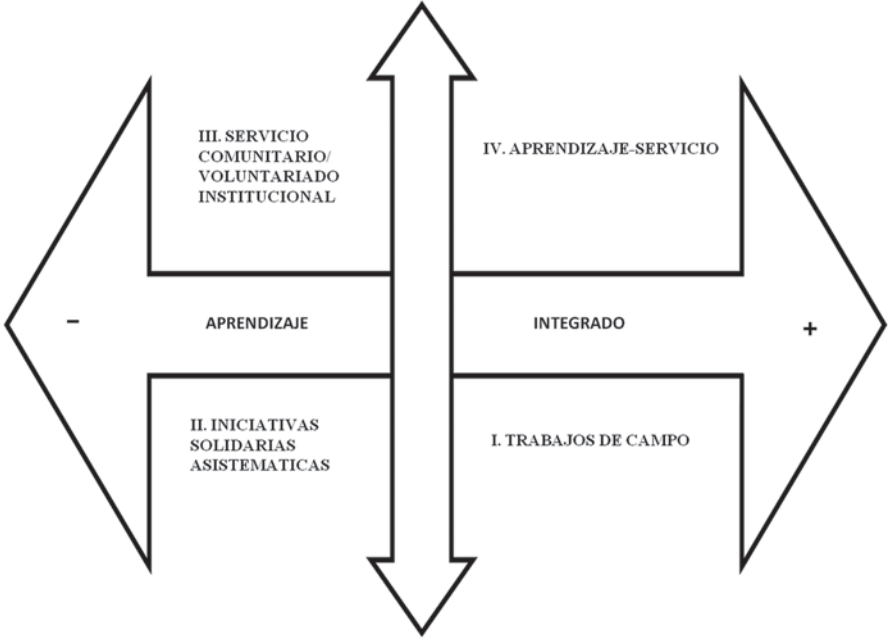 III. SERVICIO
COMUNITARIO/
VOLUNTARIADO
INSTITUCIONAL
IV. APRENDIZAJE-SERVICIO
−
APRENDIZAJE
INTEGRADO
+
II. INICIATIVAS
SOLIDARIAS
ASISTEMATICAS
I. TRABAJOS DE CAMPO